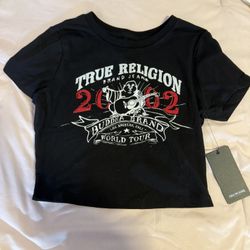 TRUE RELIGION
BRAND JEANS
2002
BUDDHA BRAND
WORLD TOUR